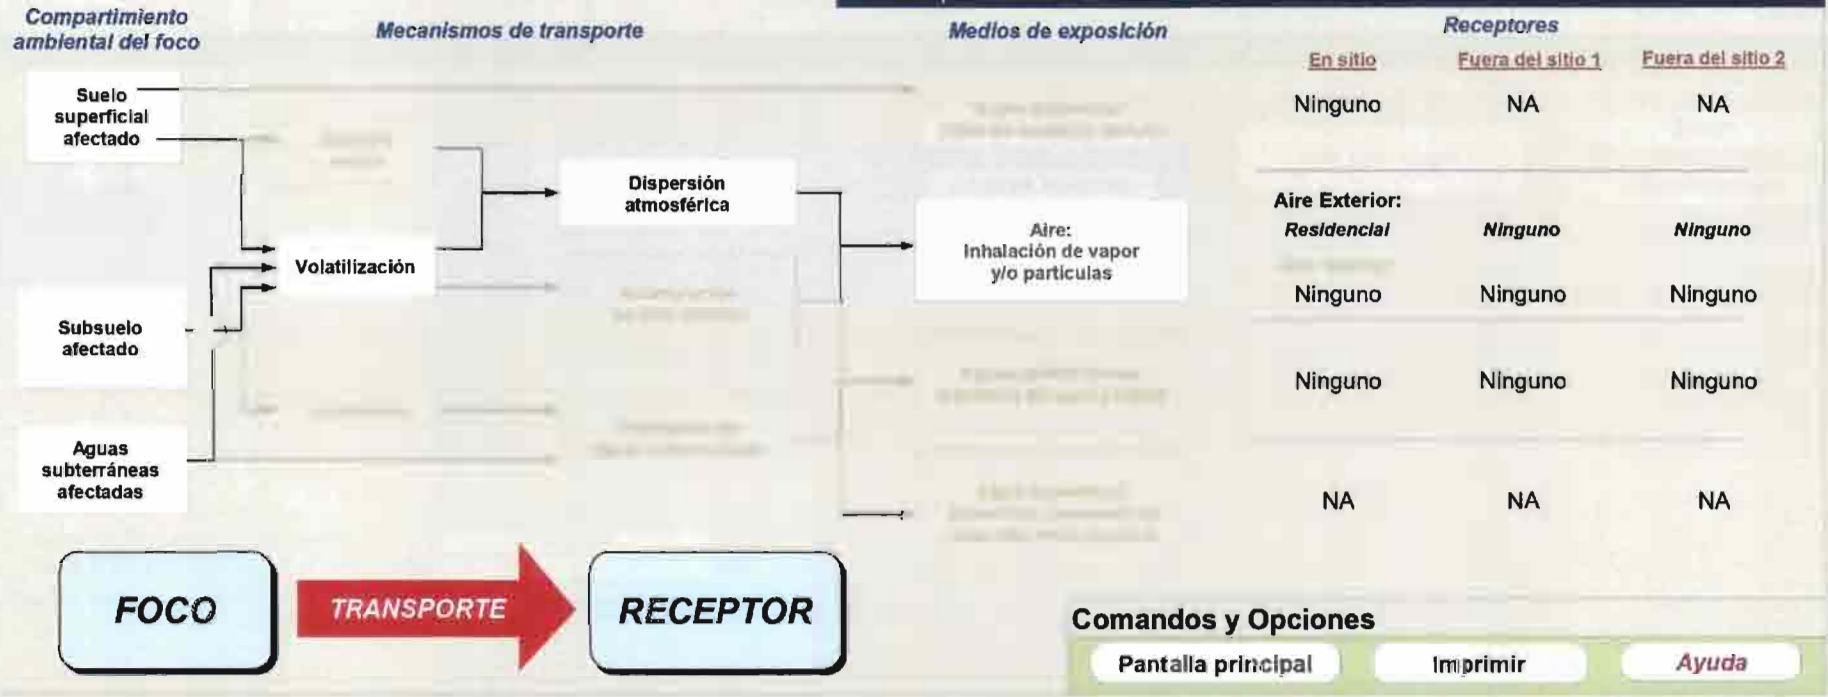 Compartimiento
ambiental del foco
Mecanismos de transporte
Medios de exposición
Receptores
En sitio
Fuera del sitio 1
Fuera del sitio 2
Suelo
superficial
afectado
Ninguno
NA
NA
Dispersión
atmosférica
Aire:
Inhalación de vapor
y/o particulas
Aire Exterior:
Residencial
Ninguno
Ninguno
Volatilización
Ninguno
Ninguno
Ninguno
Subsuelo
afectado
Ninguno
Ninguno
Ninguno
Aguas
subterráneas
afectadas
NA
NA
NA
FOCO
TRANSPORTE
RECEPTOR
Comandos y Opciones
Pantalla principal
Imprimir
Ayuda